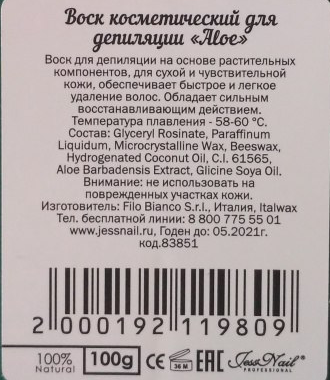 Воск косметический для
депиляции «Aloe»
Воск для депиляции на основе растительных
компонентов, для сухой и чувствительной
кожи, обеспечивает быстрое и легкое
удаление волос. Обладает сильным
восстанавливающим действием.
Температура плавления - 58-60 °С.
Состав: Glyceryl Rosinate, Paraffinum
Liquidum, Microcrystalline Wax, Beeswax,
Hydrogenated Coconut Oil, C.I. 61565,
Aloe Barbadensis Extract, Glicine Soya Oil.
Внимание: не использовать на
поврежденных участках кожи.
Изготовитель: Filo Bianco S.r.l., Италия, Italwax
Тел. бесплатной линии: 8 800 775 55 01
www.jessnail.ru, Годен до: 05.2021г.
код.83851
2 000192 119809
100% Natural 100g CE 36 M EAC JessNail®
PROFESSIONAL